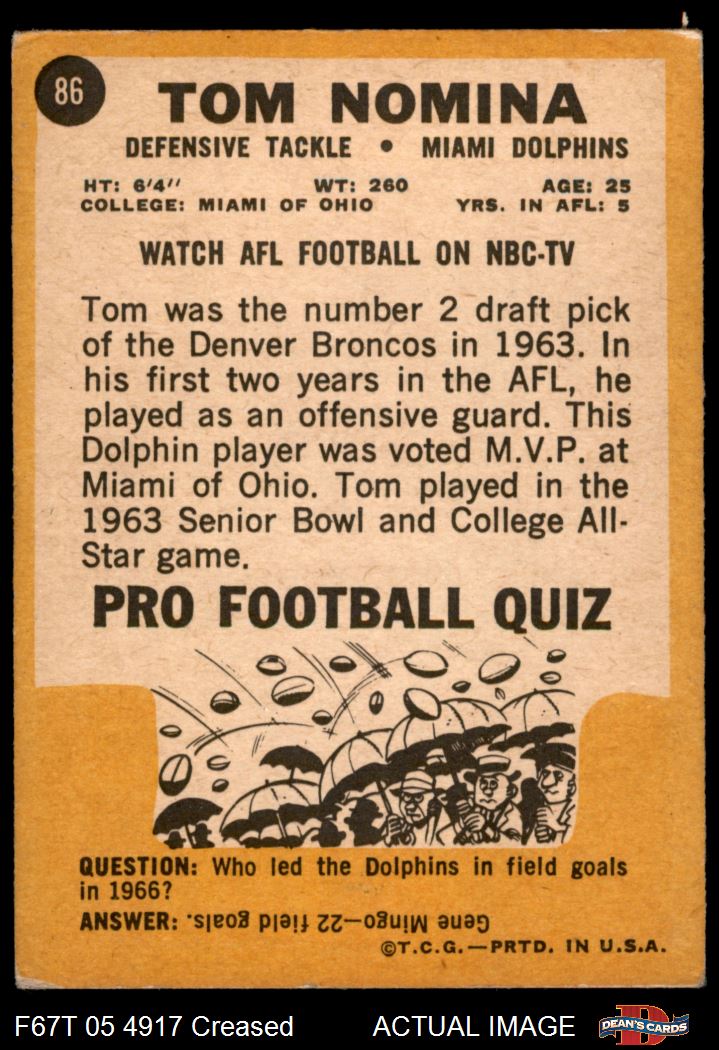 86
TOM NOMINA
DEFENSIVE TACKLE • MIAMI DOLPHINS
HT: 6'4'' WT: 260 AGE: 25
COLLEGE: MIAMI OF OHIO YRS. IN AFL: 5
WATCH AFL FOOTBALL ON NBC-TV
Tom was the number 2 draft pick
of the Denver Broncos in 1963. In
his first two years in the AFL, he
played as an offensive guard. This
Dolphin player was voted M.V.P. at
Miami of Ohio. Tom played in the
1963 Senior Bowl and College All-
Star game.
PRO FOOTBALL QUIZ
QUESTION: Who led the Dolphins in field goals
in 1966?
ANSWER: Gene Mingo—22 field goals.
©T.C.G.—PRTD. IN U.S.A.
F67T 05 4917 Creased ACTUAL IMAGE D DEAN'S CARDS